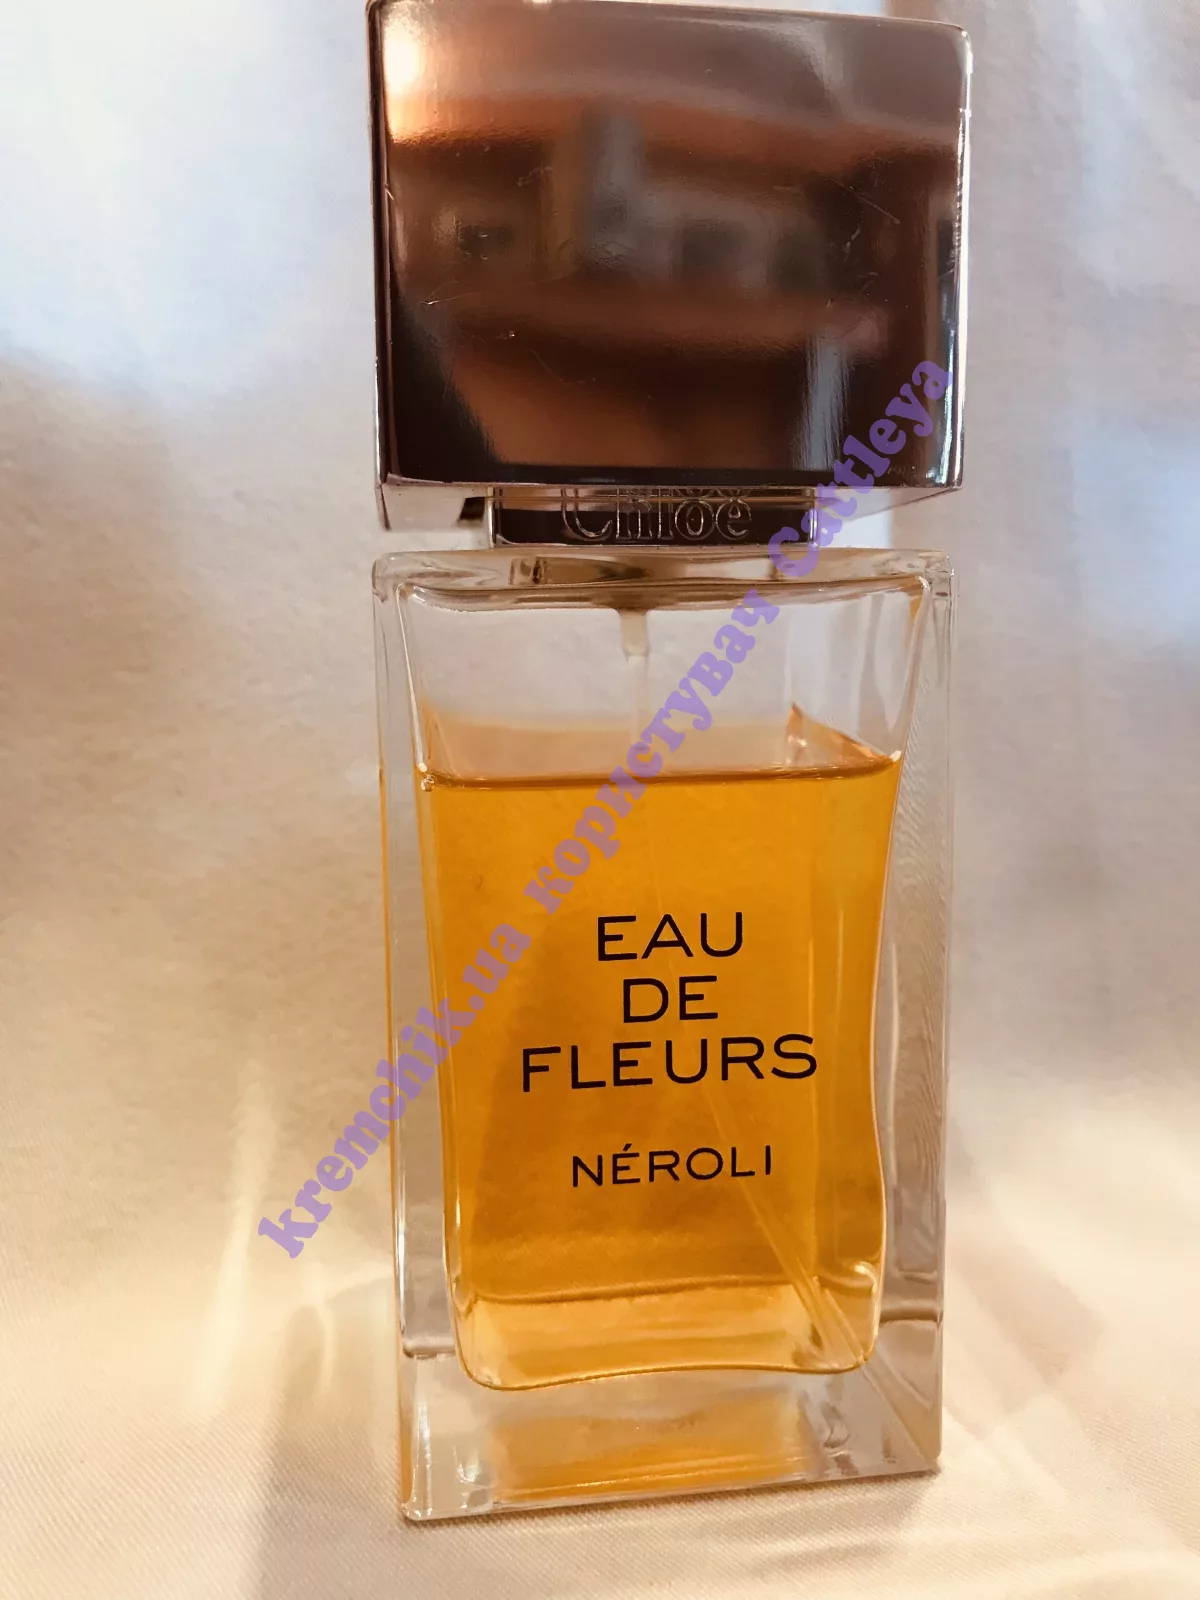 Chloé
EAU
DE
FLEURS
NÉROLI
kremchik.ua користувач Cattleya